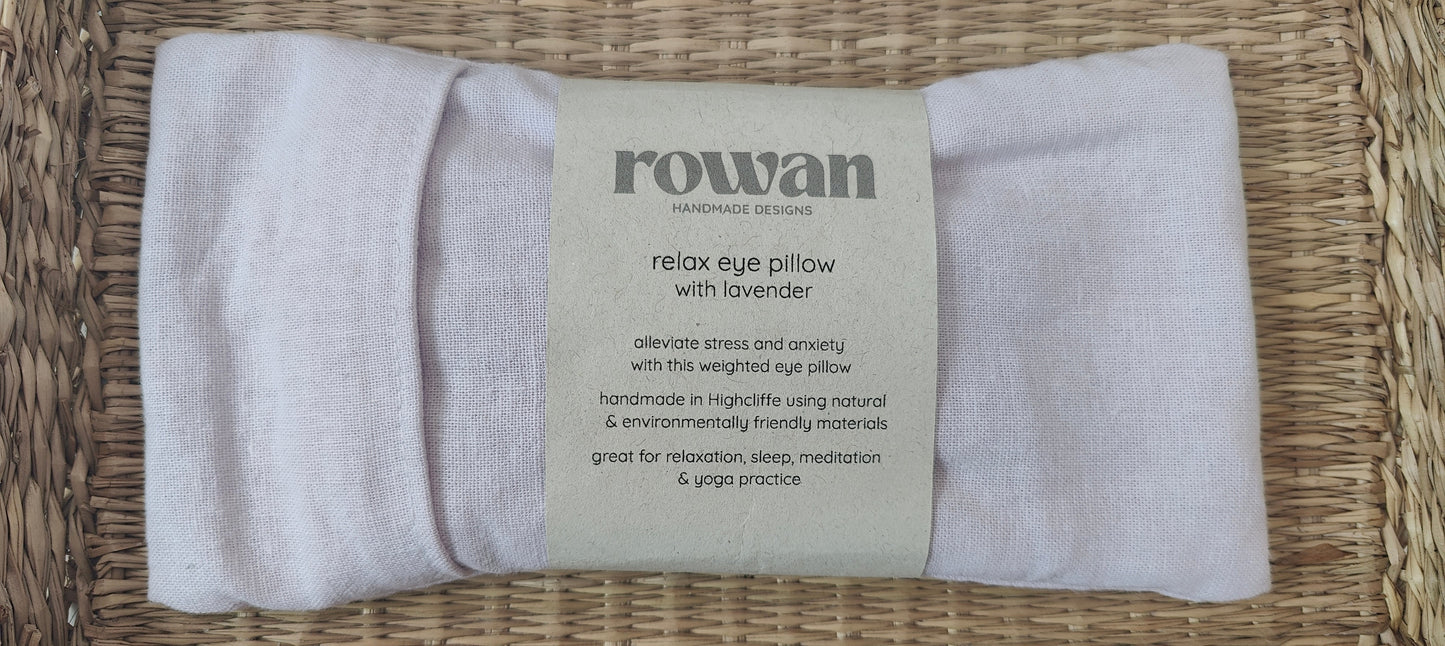 rowan
HANDMADE DESIGNS
relax eye pillow
with lavender
alleviate stress and anxiety
with this weighted eye pillow
handmade in Highcliffe using natural
& environmentally friendly materials
great for relaxation, sleep, meditation
& yoga practice